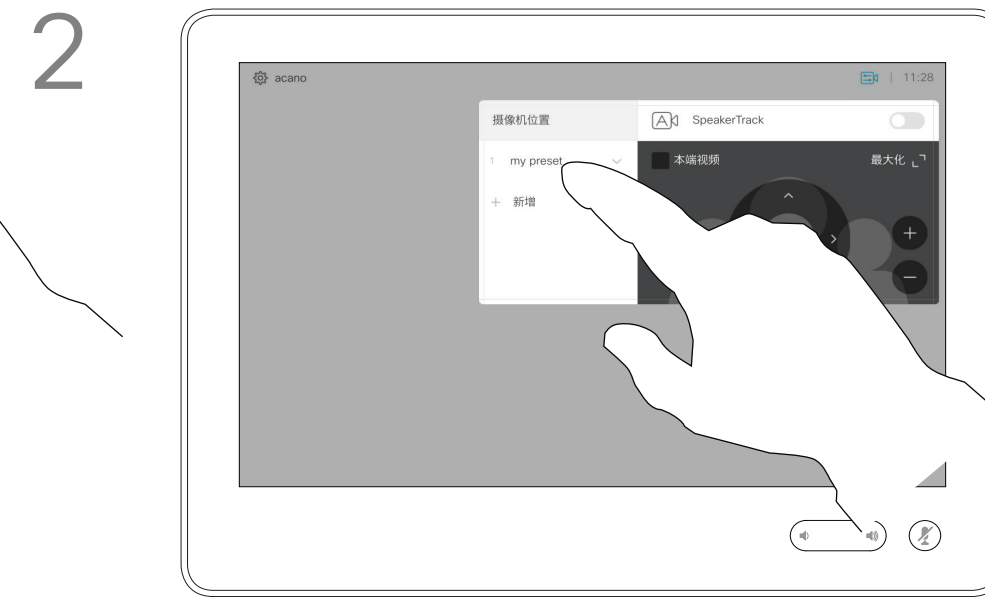 2
acano
11:28
摄像机位置
SpeakerTrack
1 my preset
本端视频
最大化
+ 新增